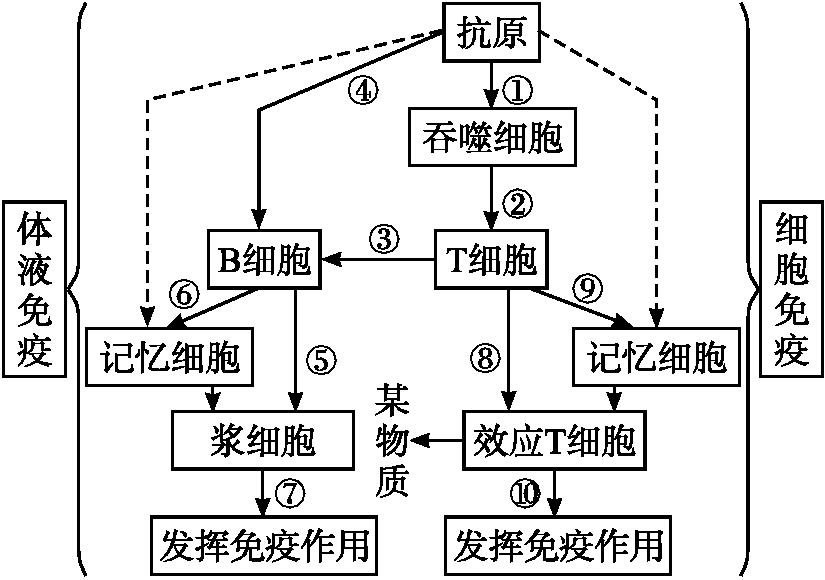 抗原
④
①
吞噬细胞
②
体液免疫
B细胞
③
T细胞
细胞免疫
⑥
⑨
记忆细胞
⑤
⑧
记忆细胞
某物质
浆细胞
效应T细胞
⑦
⑩
发挥免疫作用
发挥免疫作用